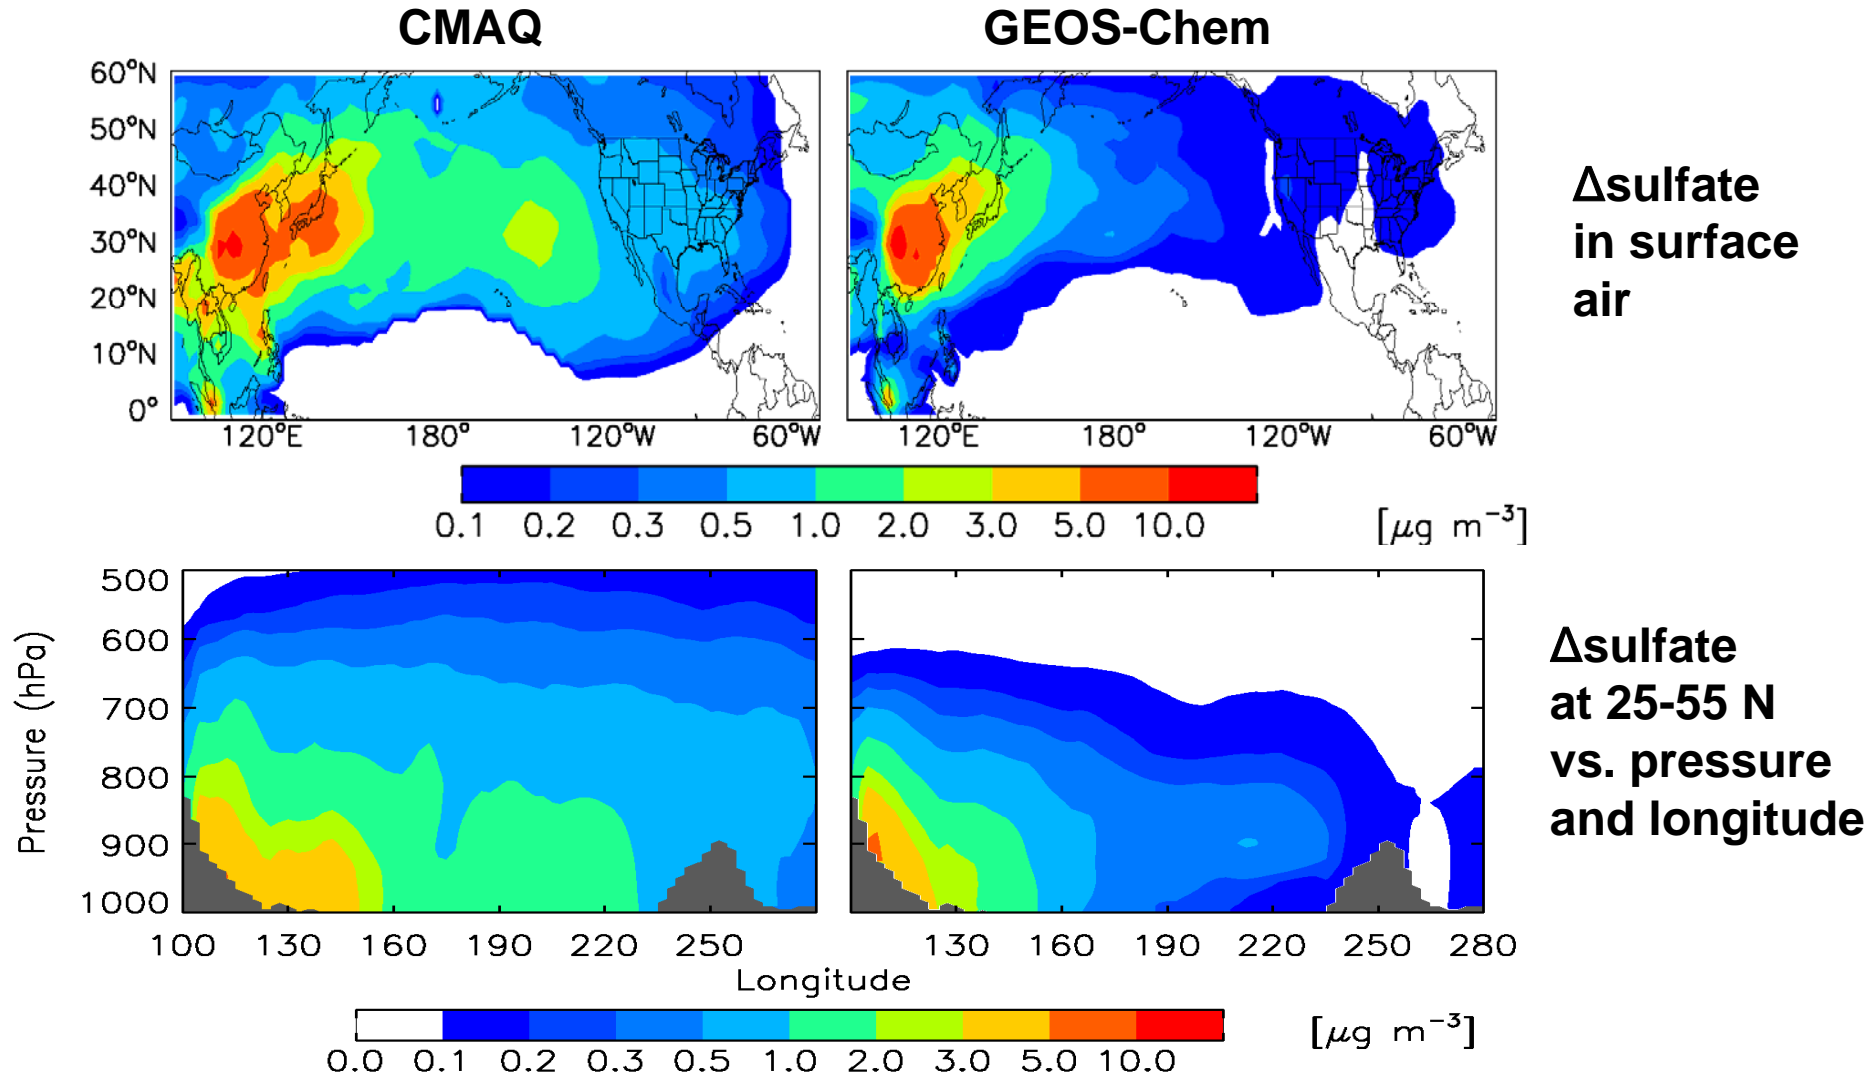 CMAQ
GEOS-Chem
60°N
50°N
40°N
30°N
20°N
10°N
0°
120°E 180° 120°W 60°W
120°E 180° 120°W 60°W
Δsulfate
in surface
air
0.1 0.2 0.3 0.5 1.0 2.0 3.0 5.0 10.0
[μg m⁻³]
Pressure (hPa)
500
600
700
800
900
1000
100 130 160 190 220 250
130 160 190 220 250 280
Longitude
Δsulfate
at 25-55 N
vs. pressure
and longitude
0.0 0.1 0.2 0.3 0.5 1.0 2.0 3.0 5.0 10.0
[μg m⁻³]